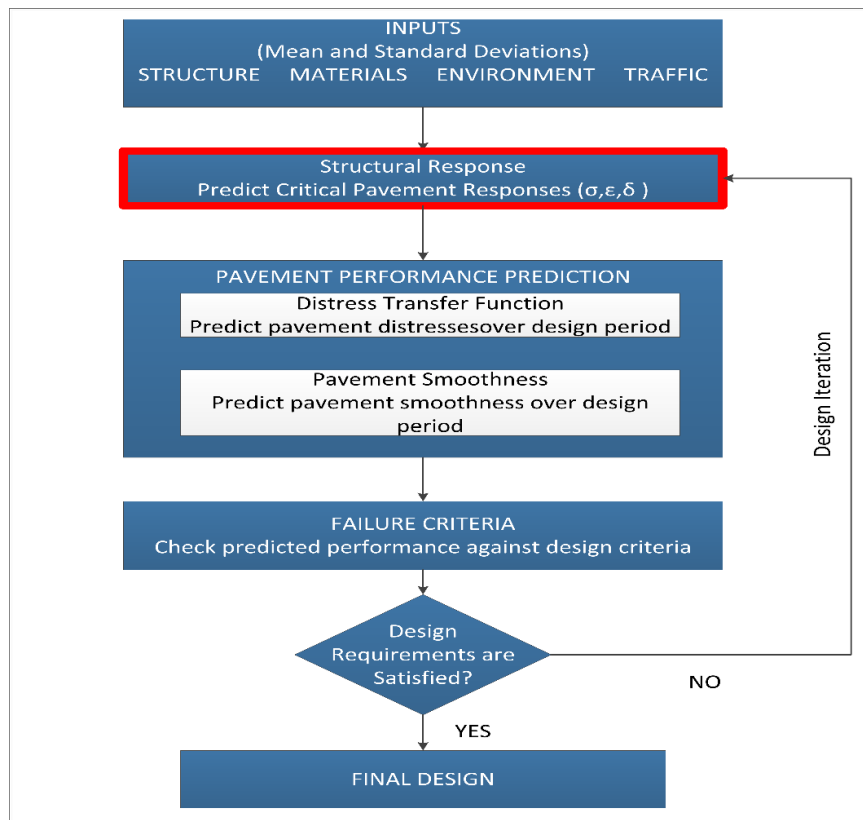 INPUTS
(Mean and Standard Deviations)
STRUCTURE MATERIALS ENVIRONMENT TRAFFIC
Structural Response
Predict Critical Pavement Responses (σ,ε,δ )
PAVEMENT PERFORMANCE PREDICTION
Distress Transfer Function
Predict pavement distressesover design period
Pavement Smoothness
Predict pavement smoothness over design
period
Design Iteration
FAILURE CRITERIA
Check predicted performance against design criteria
Design
Requirements are
Satisfied?
NO
YES
FINAL DESIGN